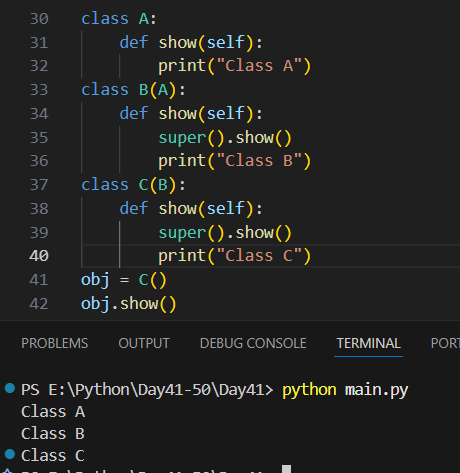 30 class A:
31     def show(self):
32         print("Class A")
33 class B(A):
34     def show(self):
35         super().show()
36         print("Class B")
37 class C(B):
38     def show(self):
39         super().show()
40         print("Class C")
41 obj = C()
42 obj.show()
PROBLEMS OUTPUT DEBUG CONSOLE TERMINAL
PS E:\Python\Day41-50\Day41> python main.py
Class A
Class B
Class C